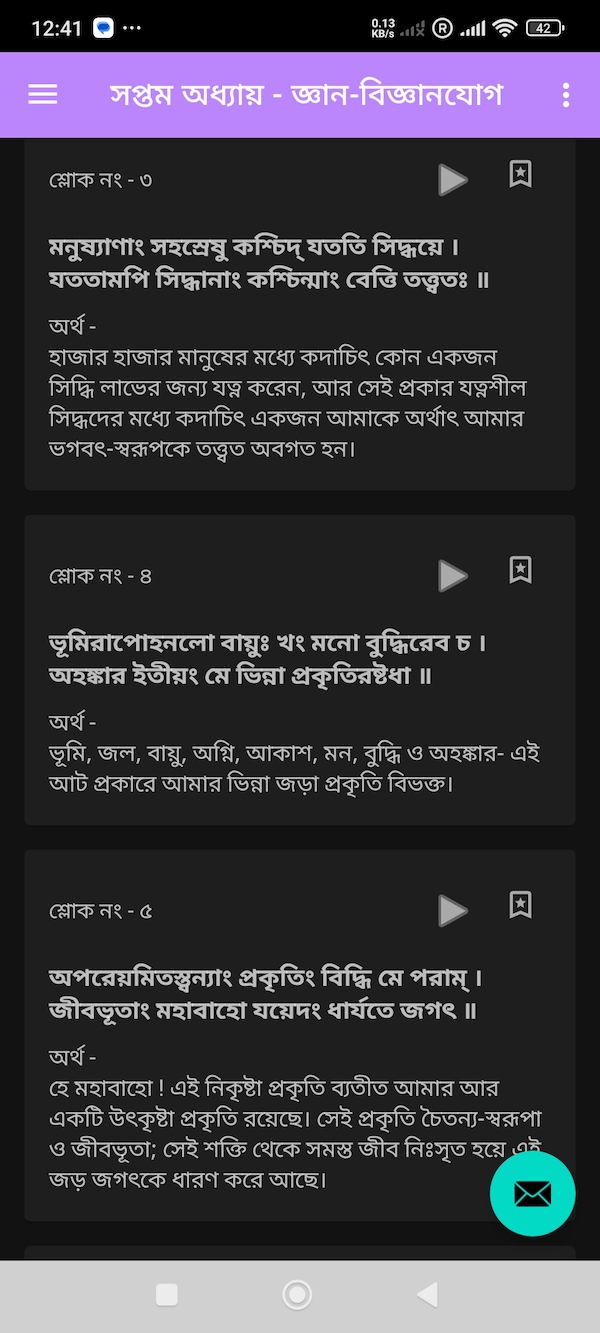 12:41
0.13
KB/s
R
42
সপ্তম অধ্যায় - জ্ঞান-বিজ্ঞানযোগ
শ্লোক নং - ৩
মনুষ্যাণাং সহস্রেষু কশ্চিদ্ যততি সিদ্ধয়ে ।
যততামপি সিদ্ধানাং কশ্চিন্মাং বেত্তি তত্ত্বতঃ ॥
অর্থ -
হাজার হাজার মানুষের মধ্যে কদাচিৎ কোন একজন
সিদ্ধি লাভের জন্য যত্ন করেন, আর সেই প্রকার যত্নশীল
সিদ্ধদের মধ্যে কদাচিৎ একজন আমাকে অর্থাৎ আমার
ভগবৎ-স্বরূপকে তত্ত্বত অবগত হন।
শ্লোক নং - ৪
ভূমিরাপোহনলো বায়ুঃ খং মনো বুদ্ধিরেব চ ।
অহঙ্কার ইতীয়ং মে ভিন্না প্রকৃতিরষ্টধা ॥
অর্থ -
ভূমি, জল, বায়ু, অগ্নি, আকাশ, মন, বুদ্ধি ও অহঙ্কার- এই
আট প্রকারে আমার ভিন্না জড়া প্রকৃতি বিভক্ত।
শ্লোক নং - ৫
অপরেয়মিতস্ত্বন্যাং প্রকৃতিং বিদ্ধি মে পরাম্ ।
জীবভূতাং মহাবাহো যয়েদং ধার্যতে জগৎ ॥
অর্থ -
হে মহাবাহো ! এই নিকৃষ্টা প্রকৃতি ব্যতীত আমার আর
একটি উৎকৃষ্টা প্রকৃতি রয়েছে। সেই প্রকৃতি চৈতন্য-স্বরূপা
ও জীবভূতা; সেই শক্তি থেকে সমস্ত জীব নিঃসৃত হয়ে এই
জড় জগৎকে ধারণ করে আছে।